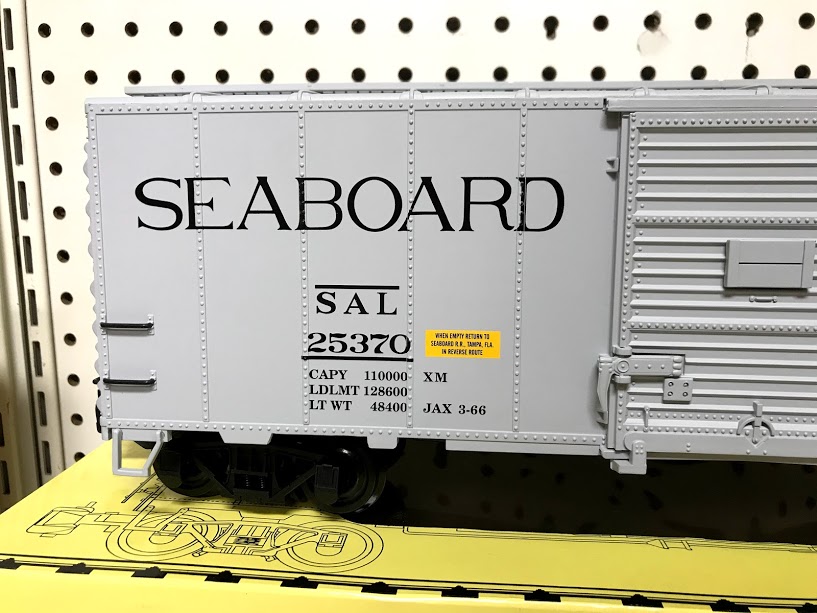 SEABOARD
SAL
25370
WHEN EMPTY RETURN TO
SEABOARD R.R., TAMPA, FLA.
IN REVERSE ROUTE
CAPY 110000 XM
LDLMT 128600
LT WT 48400 JAX 3-66